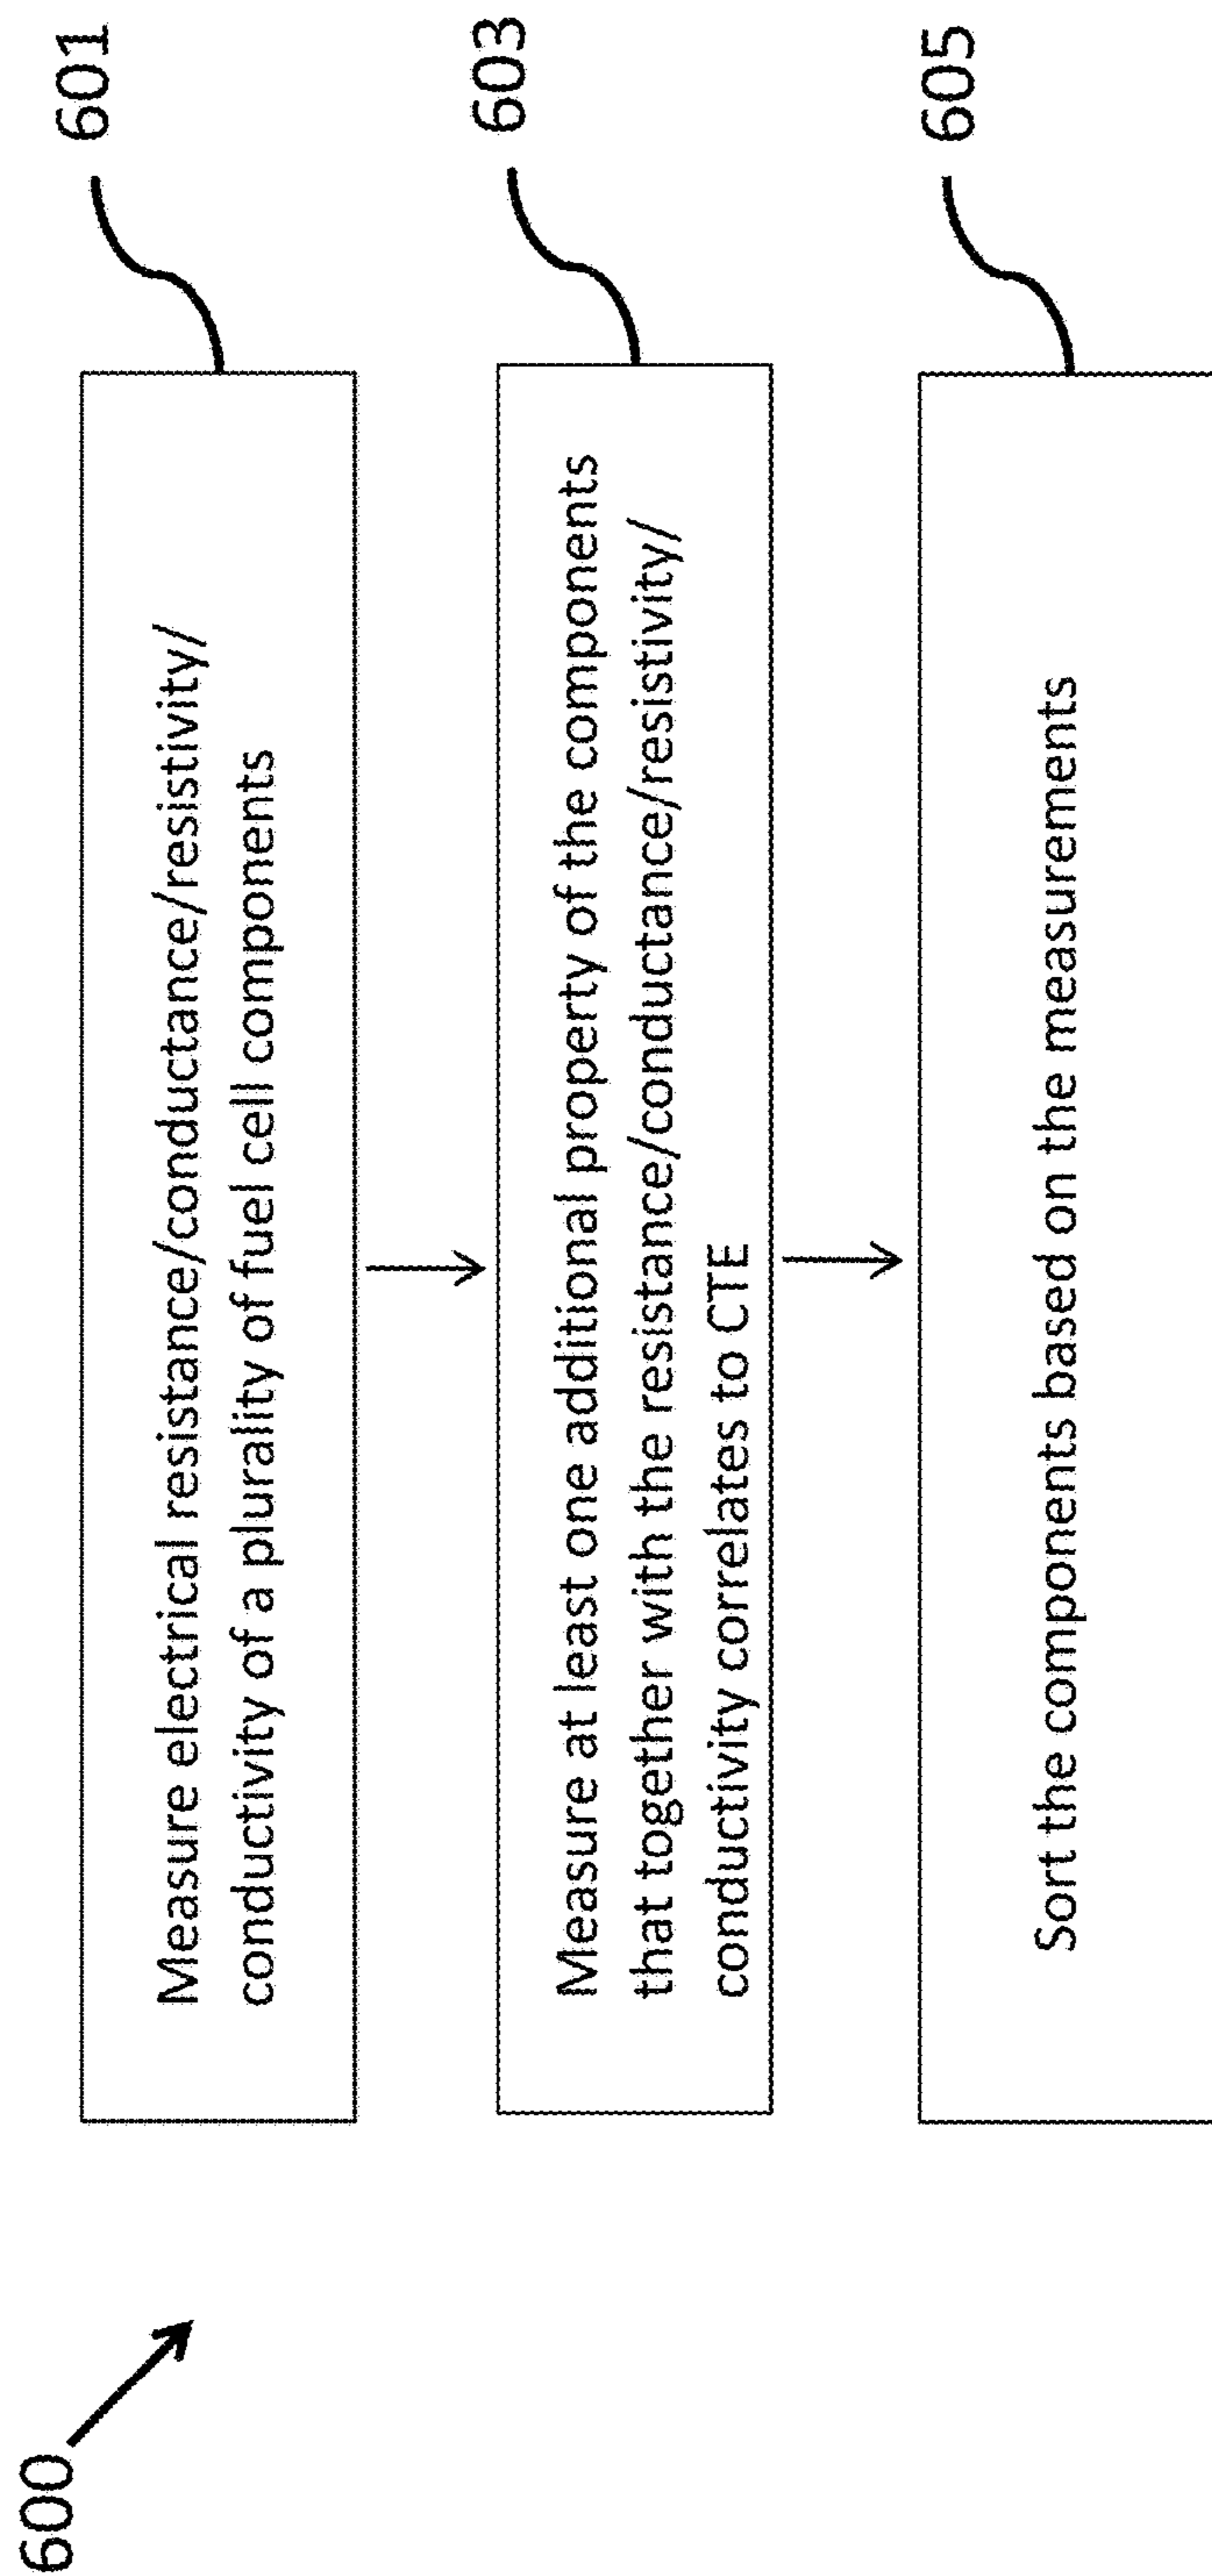 600
601
Measure electrical resistance/conductance/resistivity/
conductivity of a plurality of fuel cell components
603
Measure at least one additional property of the components
that together with the resistance/conductance/resistivity/
conductivity correlates to CTE
605
Sort the components based on the measurements